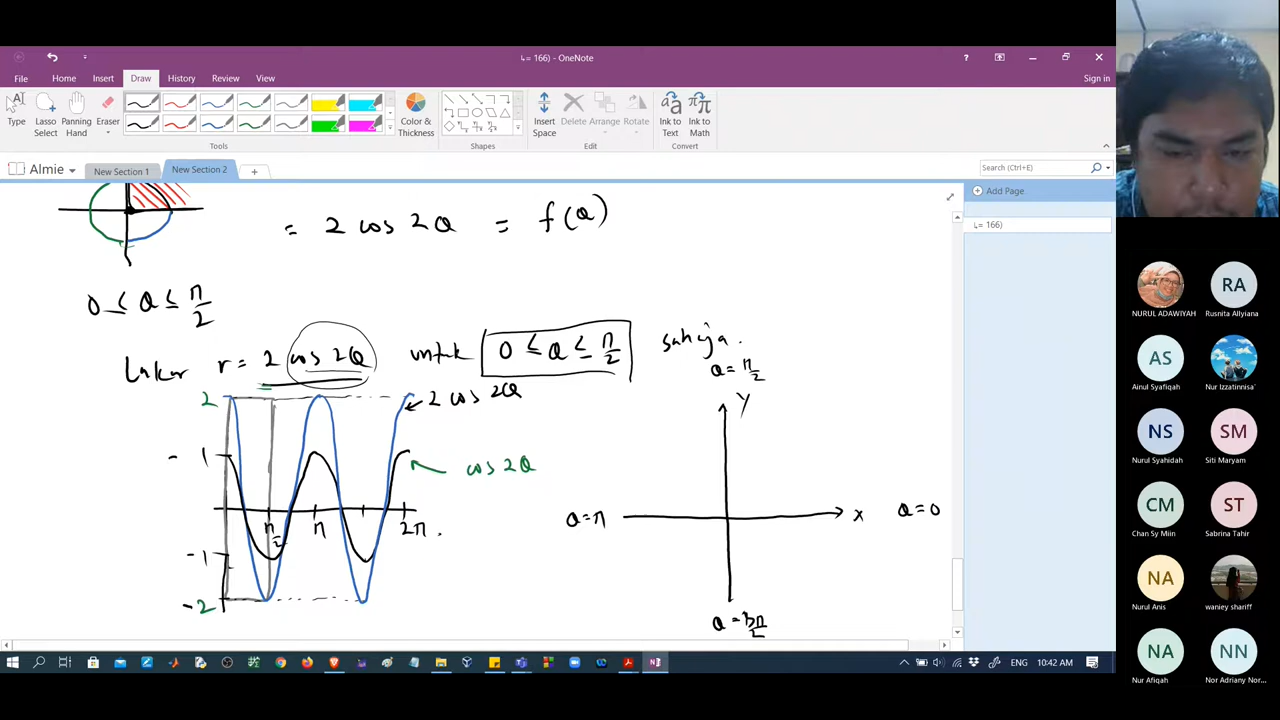 ل= 166) - OneNote
File Home Insert Draw History Review View Sign in
Type Lasso Select Panning Hand Eraser Color & Thickness Insert Space Delete Arrange Rotate Ink to Text Ink to Math
Tools Shapes Edit Convert
Almie New Section 1 New Section 2 Search (Ctrl+E)
Add Page
ل= 166)
= 2 cos 2θ = f(θ)
0 ≤ θ ≤ π/2
Lakar r = 2 cos 2θ untuk 0 ≤ θ ≤ π/2 sahaja.
θ = π/2
2
2 cos 2θ
y
1
cos 2θ
π/2 π 2π
θ = π x θ = 0
-1
-2
θ = 3π/2
NURUL ADAWIYAH
RA Rusnita Allyiana
AS Ainul Syafiqah
Nur Izzatinnisa'
NS Nurul Syahidah
SM Siti Maryam
CM Chan Sy Miin
ST Sabrina Tahir
NA Nurul Anis
waniey shariff
NA Nur Afiqah
NN Nor Adriany Nor...
ENG 10:42 AM